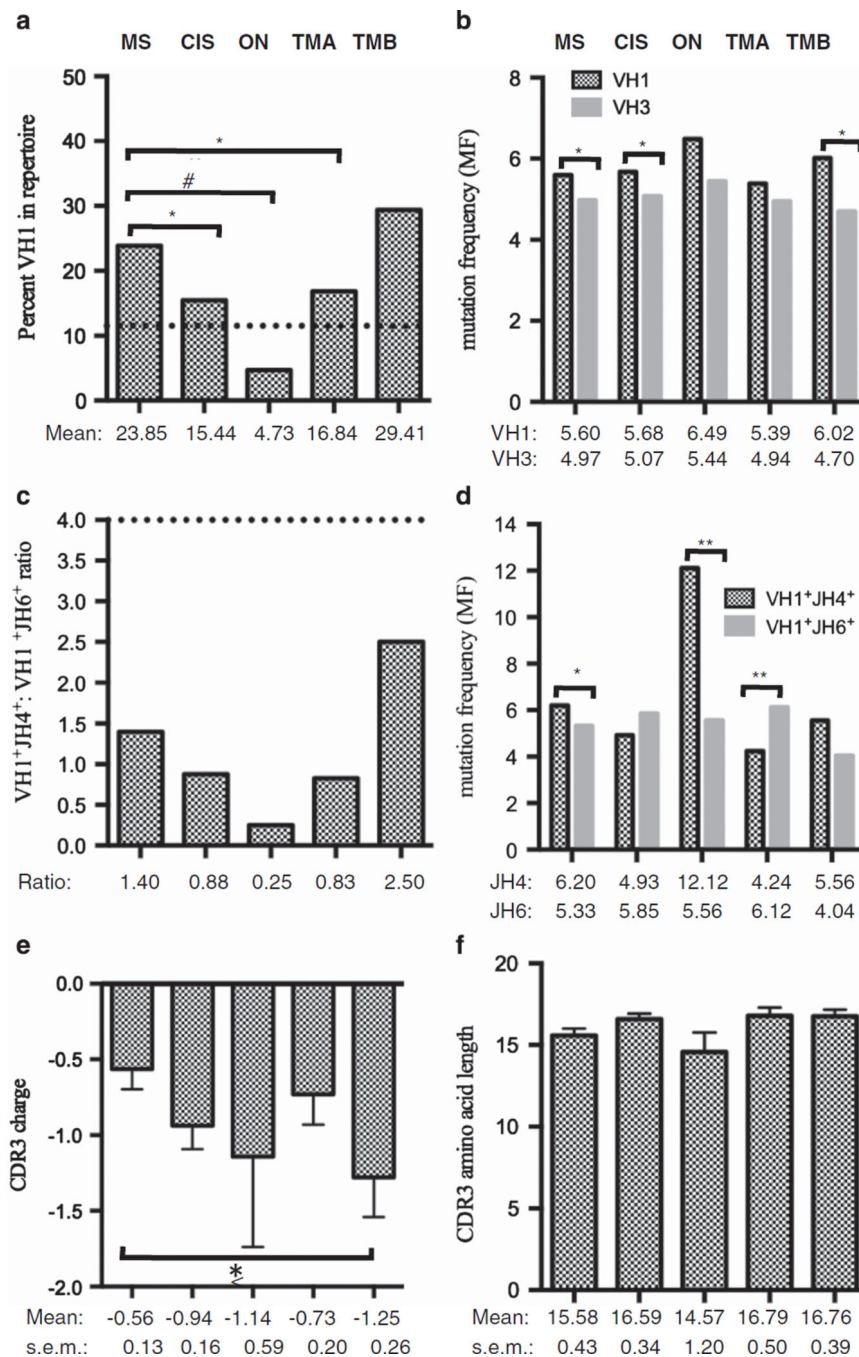 a
MS CIS ON TMA TMB
50
40
30
20
10
0
Percent VH1 in repertoire
*
#
*
Mean: 23.85 15.44 4.73 16.84 29.41
b
MS CIS ON TMA TMB
8
6
4
2
0
mutation frequency (MF)
VH1
VH3
* * *
VH1: 5.60 5.68 6.49 5.39 6.02
VH3: 4.97 5.07 5.44 4.94 4.70
c
4.0
3.5
3.0
2.5
2.0
1.5
1.0
0.5
0.0
VH1+JH4+: VH1 +JH6+ ratio
Ratio: 1.40 0.88 0.25 0.83 2.50
d
14
12
10
8
6
4
2
0
mutation frequency (MF)
**
VH1+JH4+
VH1+JH6+
* **
JH4: 6.20 4.93 12.12 4.24 5.56
JH6: 5.33 5.85 5.56 6.12 4.04
e
0.0
-0.5
-1.0
-1.5
-2.0
CDR3 charge
*
<
Mean: -0.56 -0.94 -1.14 -0.73 -1.25
s.e.m.: 0.13 0.16 0.59 0.20 0.26
f
20
15
10
5
0
CDR3 amino acid length
Mean: 15.58 16.59 14.57 16.79 16.76
s.e.m.: 0.43 0.34 1.20 0.50 0.39